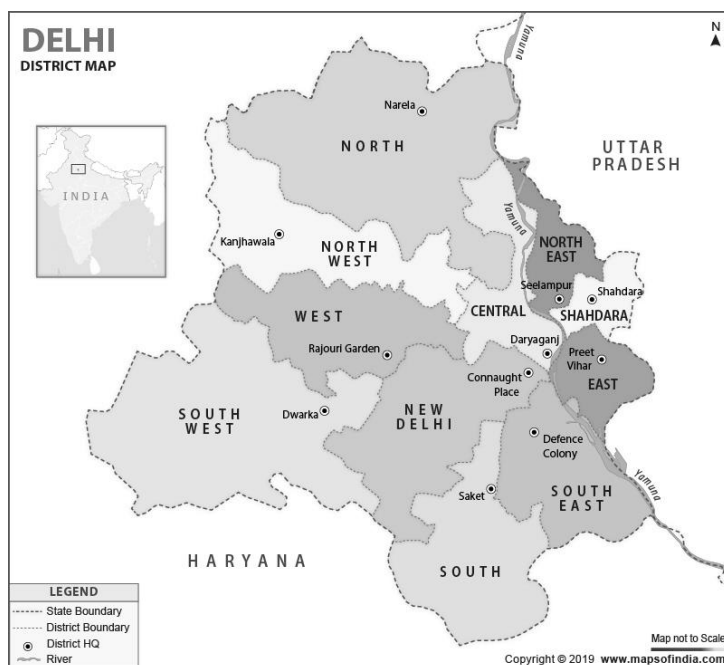 DELHI
DISTRICT MAP
N
Yamuna
Narela
NORTH
UTTAR
PRADESH
INDIA
Yamuna
Kanjhawala
NORTH
WEST
NORTH
EAST
Seelampur
Shahdara
SHAHDARA
WEST
CENTRAL
Rajouri Garden
Daryaganj
Preet
Vihar
Connaught
Place
EAST
SOUTH
WEST
Dwarka
NEW
DELHI
Defence
Colony
Saket
SOUTH
EAST
Yamuna
HARYANA
SOUTH
LEGEND
State Boundary
District Boundary
District HQ
River
Map not to Scale
Copyright © 2019 www.mapsofindia.com